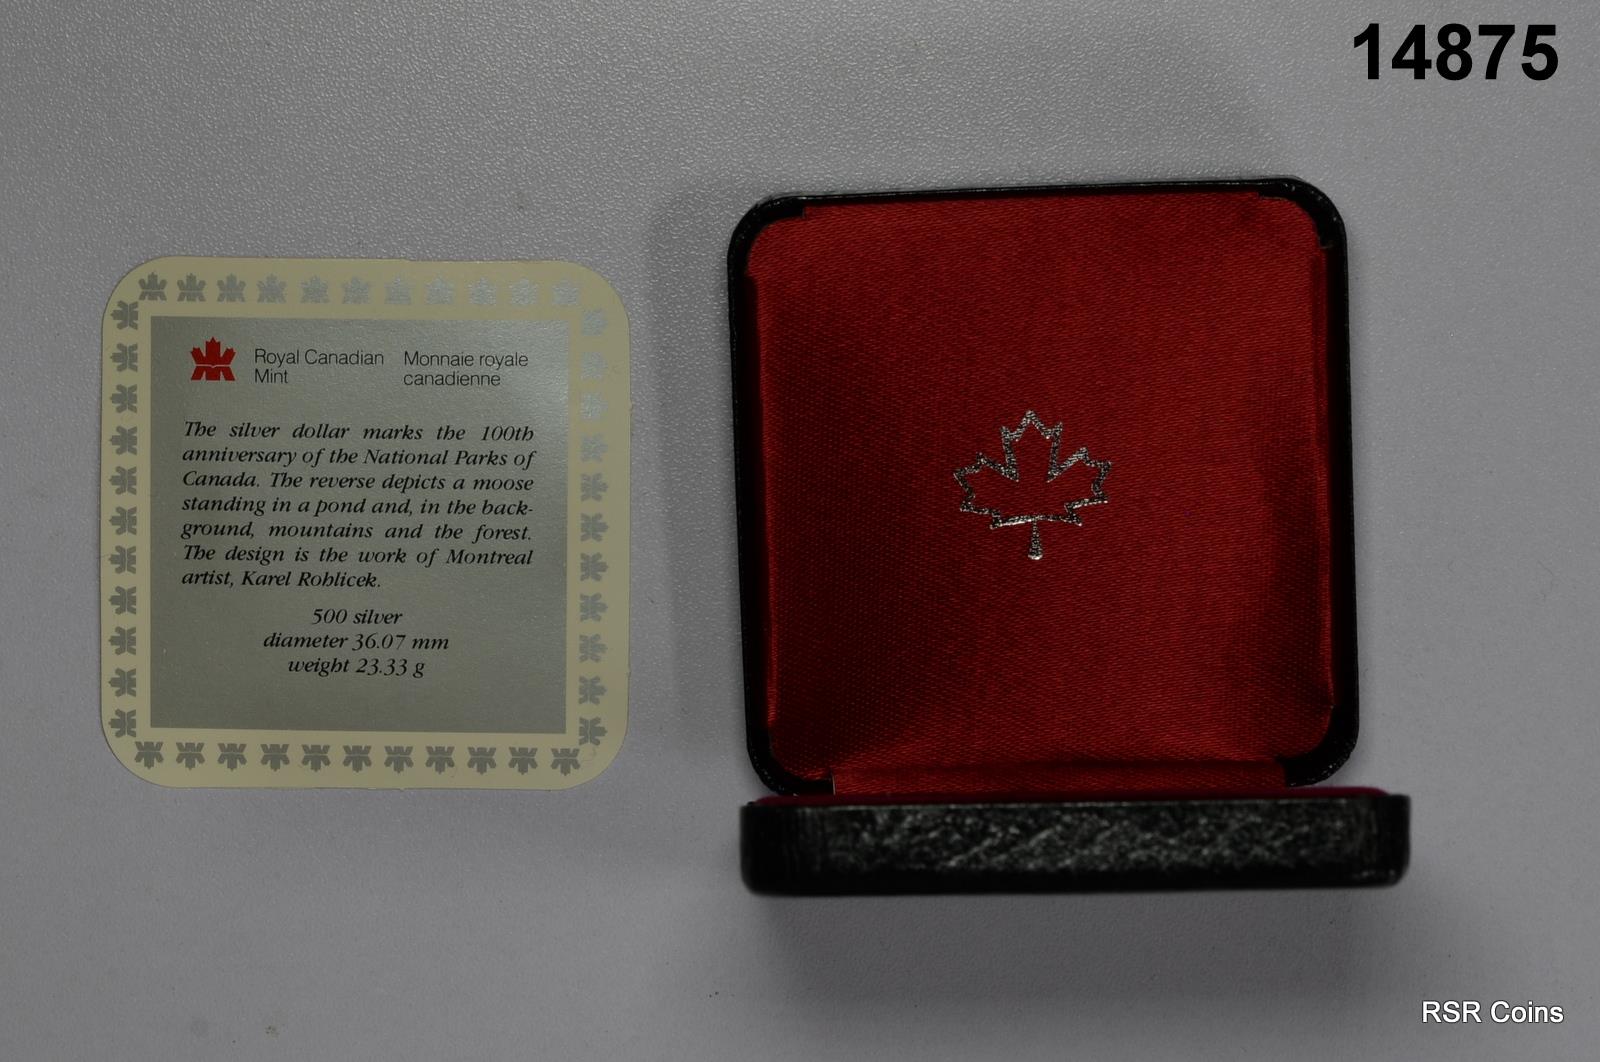 14875
Royal Canadian Mint
Monnaie royale canadienne
The silver dollar marks the 100th
anniversary of the National Parks of
Canada. The reverse depicts a moose
standing in a pond and, in the back-
ground, mountains and the forest.
The design is the work of Montreal
artist, Karel Rohlicek.
500 silver
diameter 36.07 mm
weight 23.33 g
RSR Coins